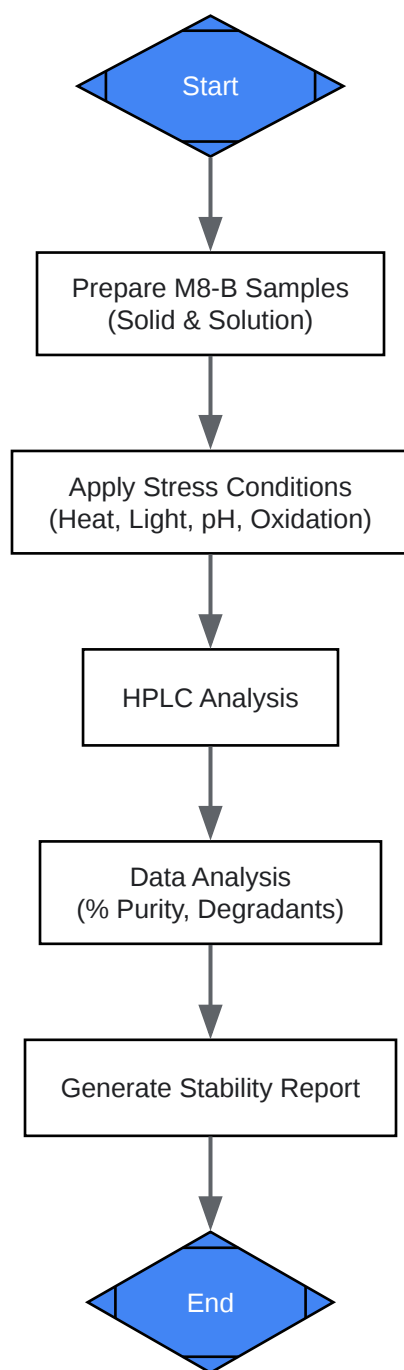 Start
Prepare M8-B Samples
(Solid & Solution)
Apply Stress Conditions
(Heat, Light, pH, Oxidation)
HPLC Analysis
Data Analysis
(% Purity, Degradants)
Generate Stability Report
End